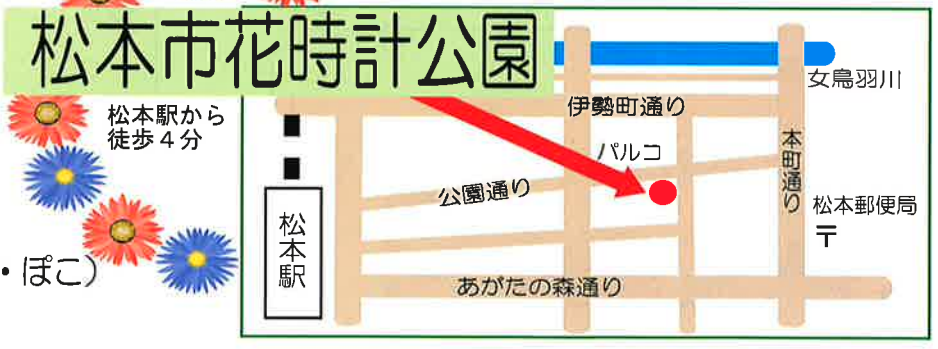 松本市花時計公園
松本駅から
徒歩4分
女鳥羽川
伊勢町通り
パルコ
本町通り
公園通り
松本郵便局
〒
松本駅
あがたの森通り
・ぽこ）